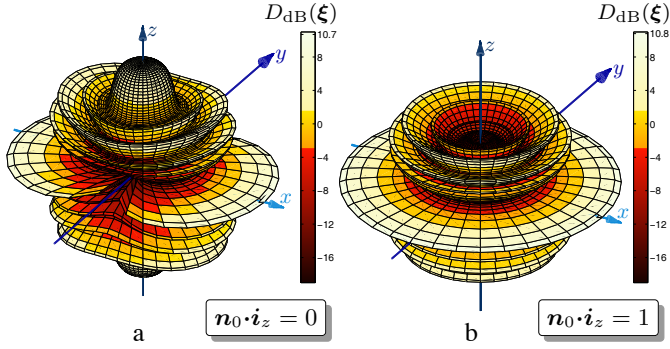 D_dB(ξ)
10.7
8
4
0
−4
−8
−12
−16
z
y
x
n₀·i_z = 0
a
D_dB(ξ)
10.8
8
4
0
−4
−8
−12
−16
z
y
x
n₀·i_z = 1
b